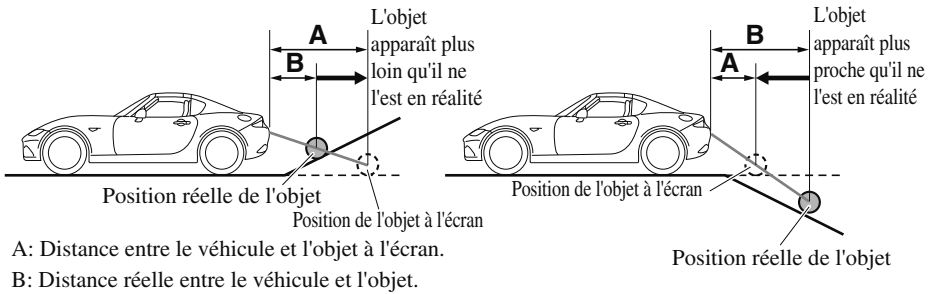 L'objet
apparaît plus
loin qu'il ne
l'est en réalité
A
B
Position réelle de l'objet
Position de l'objet à l'écran
L'objet
apparaît plus
proche qu'il ne
l'est en réalité
B
A
Position de l'objet à l'écran
Position réelle de l'objet
A: Distance entre le véhicule et l'objet à l'écran.
B: Distance réelle entre le véhicule et l'objet.